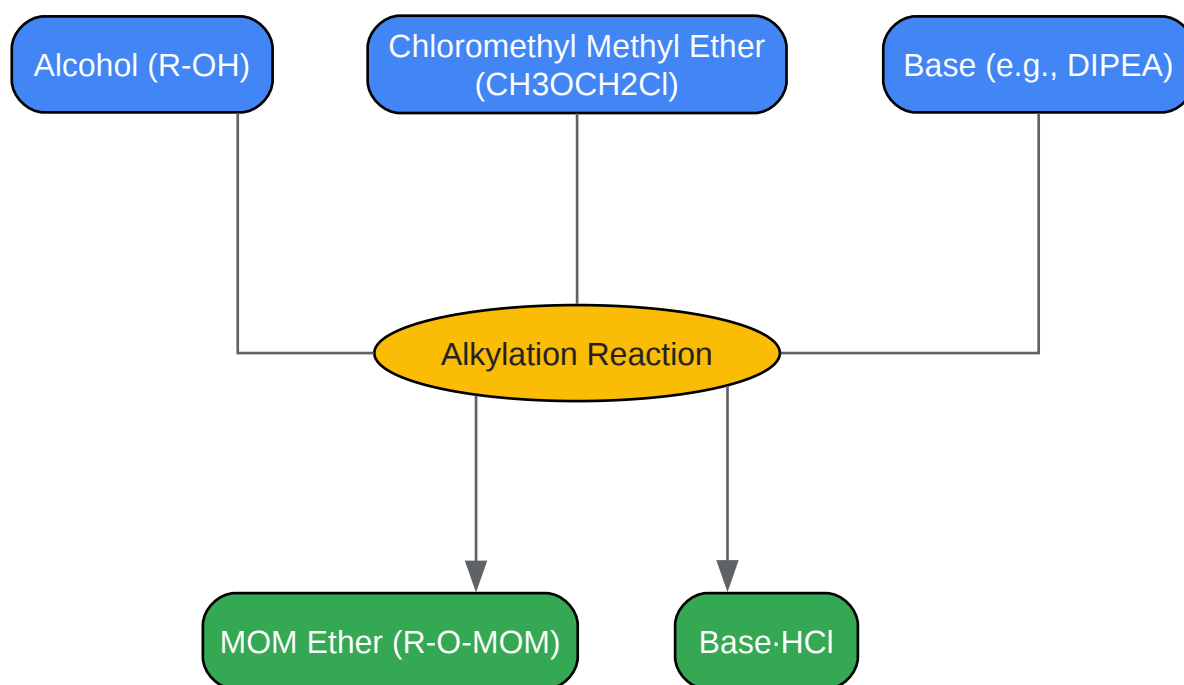 Alcohol (R-OH)
Chloromethyl Methyl Ether
(CH3OCH2Cl)
Base (e.g., DIPEA)
Alkylation Reaction
MOM Ether (R-O-MOM)
Base·HCl